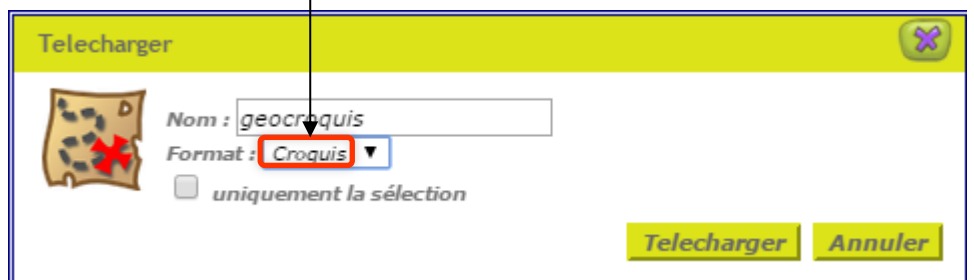 Telecharger
Nom : geocroquis
Format : Croquis
uniquement la sélection
Telecharger Annuler